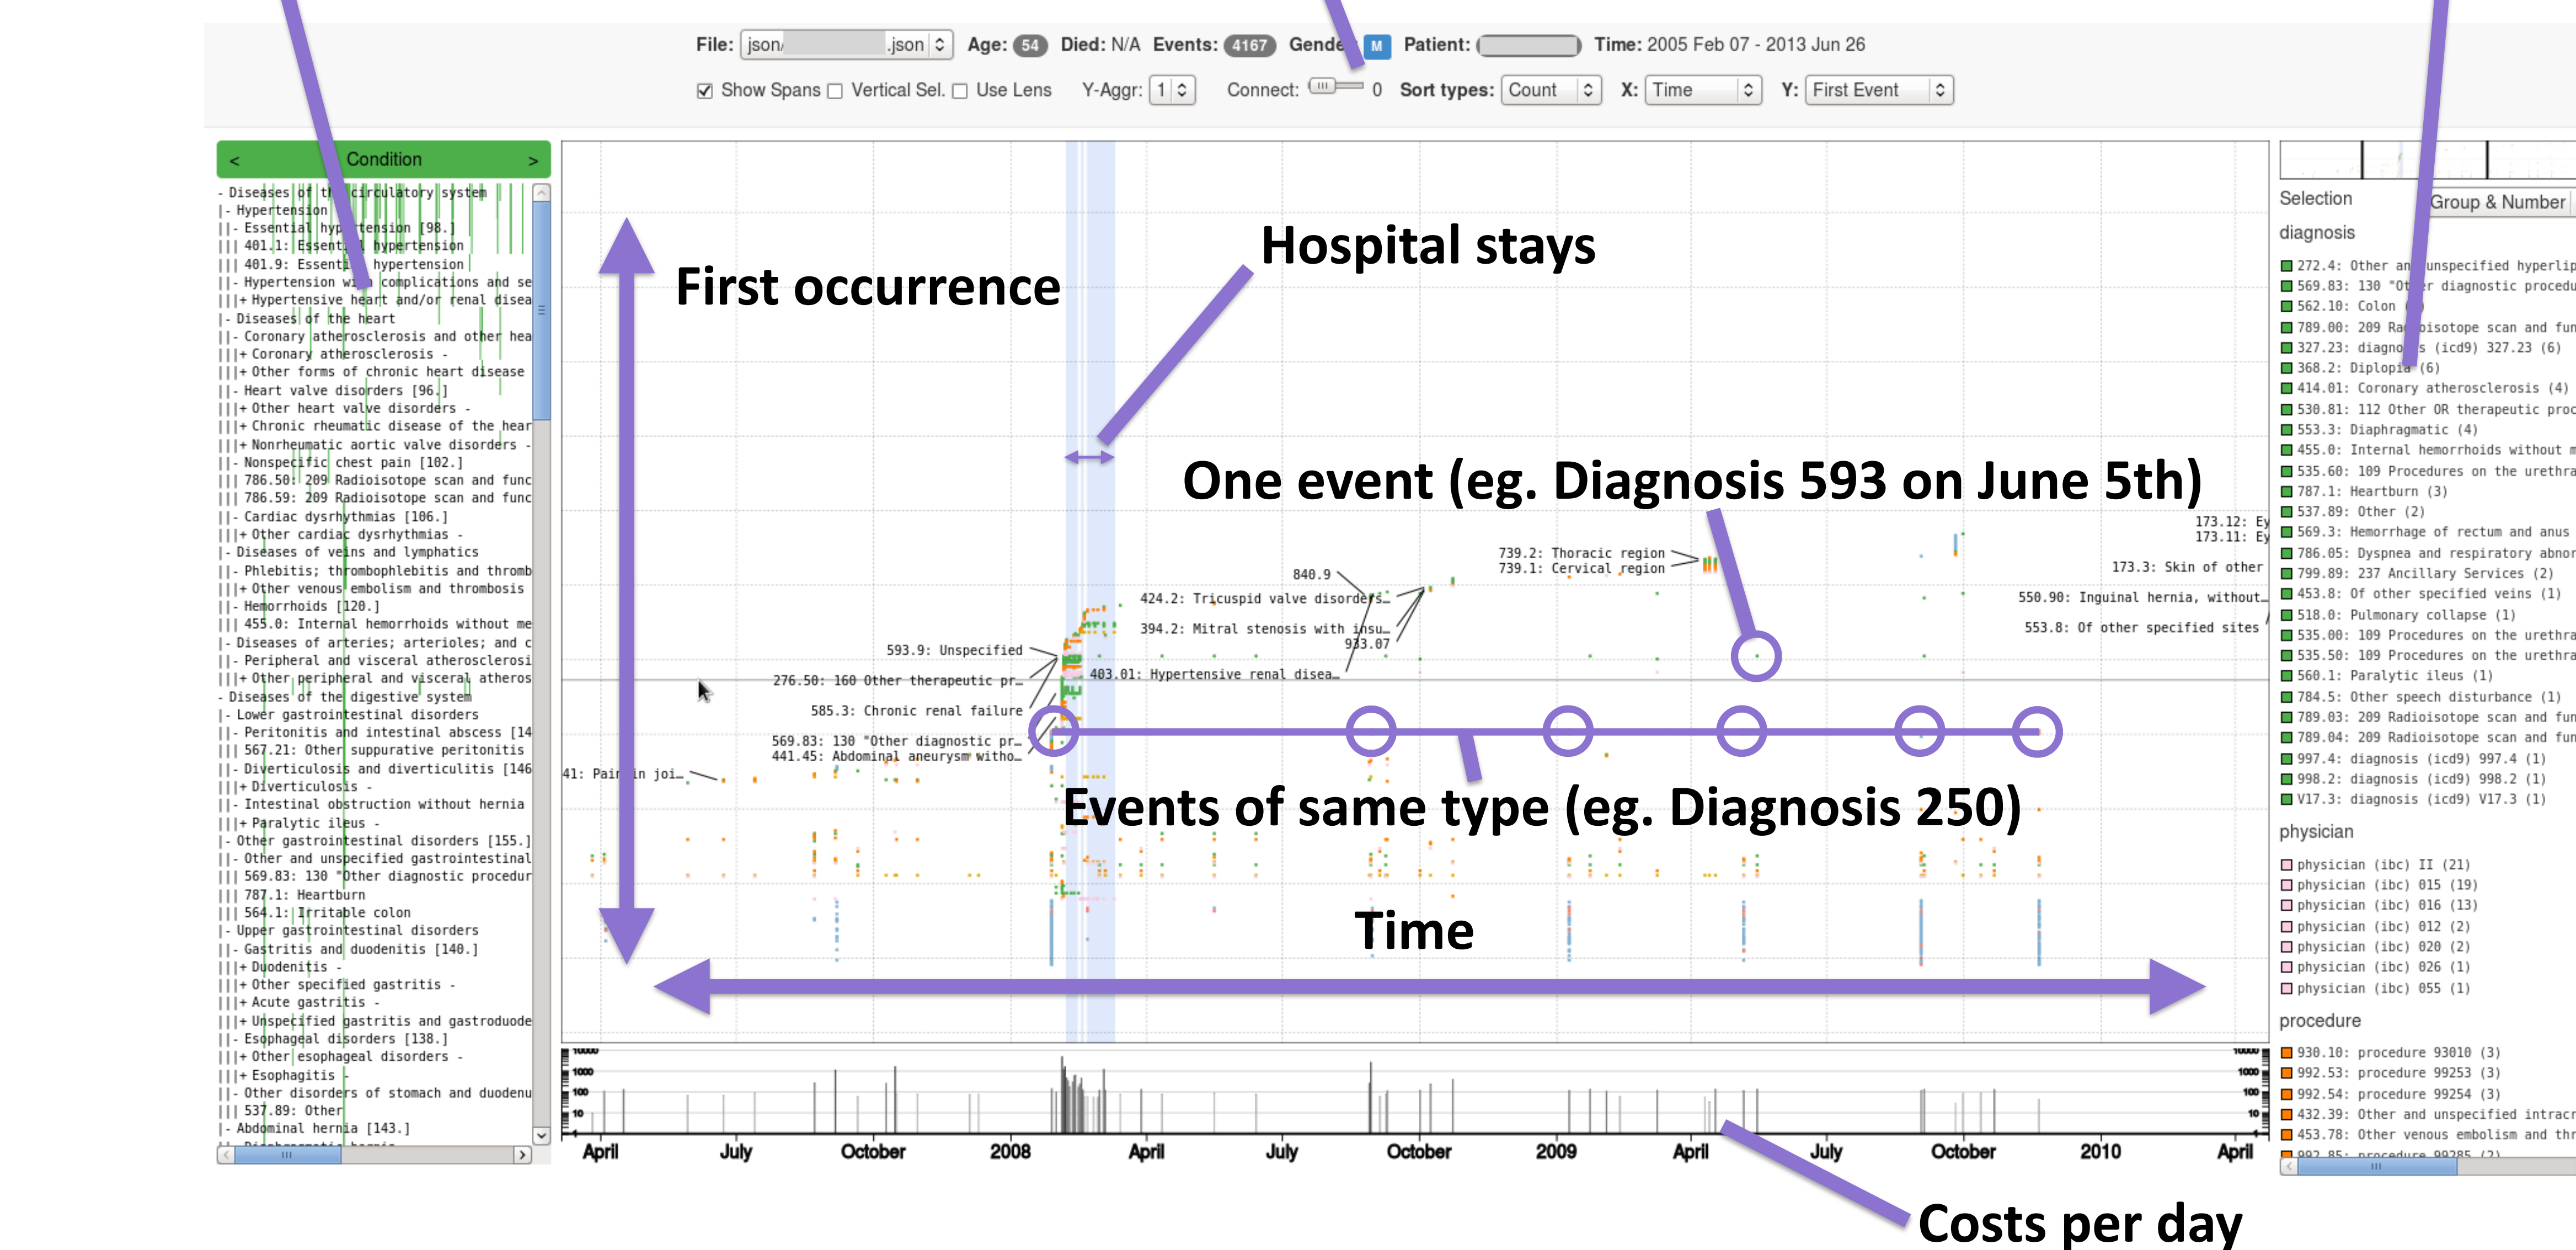 File: json/ .json Age: 54 Died: N/A Events: 4167 Gende M Patient: Time: 2005 Feb 07 - 2013 Jun 26
Show Spans Vertical Sel. Use Lens Y-Aggr: 1 Connect: 0 Sort types: Count X: Time Y: First Event
< Condition >
- Diseases of th circulatory system
|- Hypertension
||- Essential hypertension [98.]
||| 401.1: Essential hypertension
||| 401.9: Essential hypertension
||- Hypertension with complications and se
|||+ Hypertensive heart and/or renal disea
|- Diseases of the heart
||- Coronary atherosclerosis and other hea
|||+ Coronary atherosclerosis -
|||+ Other forms of chronic heart disease
||- Heart valve disorders [96.]
|||+ Other heart valve disorders -
|||+ Chronic rheumatic disease of the hear
|||+ Nonrheumatic aortic valve disorders -
||- Nonspecific chest pain [102.]
||| 786.50: 209 Radioisotope scan and func
||| 786.59: 209 Radioisotope scan and func
||- Cardiac dysrhythmias [106.]
|||+ Other cardiac dysrhythmias -
|- Diseases of veins and lymphatics
||- Phlebitis; thrombophlebitis and thromb
|||+ Other venous embolism and thrombosis
||- Hemorrhoids [120.]
||| 455.0: Internal hemorrhoids without me
|- Diseases of arteries; arterioles; and c
||- Peripheral and visceral atherosclerosi
|||+ Other peripheral and visceral atheros
- Diseases of the digestive system
|- Lower gastrointestinal disorders
||- Peritonitis and intestinal abscess [14
||| 567.21: Other suppurative peritonitis
||- Diverticulosis and diverticulitis [146
|||+ Diverticulosis -
||- Intestinal obstruction without hernia
|||+ Paralytic ileus -
|- Other gastrointestinal disorders [155.]
||- Other and unspecified gastrointestinal
||| 569.83: 130 "Other diagnostic procedur
||| 787.1: Heartburn
||| 564.1: Irritable colon
|- Upper gastrointestinal disorders
||- Gastritis and duodenitis [140.]
|||+ Duodenitis -
|||+ Other specified gastritis -
|||+ Acute gastritis -
|||+ Unspecified gastritis and gastroduode
||- Esophageal disorders [138.]
|||+ Other esophageal disorders -
|||+ Esophagitis -
||- Other disorders of stomach and duodenu
||| 537.89: Other
|- Abdominal hernia [143.]
First occurrence
Hospital stays
One event (eg. Diagnosis 593 on June 5th)
173.12: Ey
173.11: Ey
739.2: Thoracic region
739.1: Cervical region
173.3: Skin of other
840.9
424.2: Tricuspid valve disorders…
550.90: Inguinal hernia, without…
394.2: Mitral stenosis with insu…
553.8: Of other specified sites
933.07
593.9: Unspecified
403.01: Hypertensive renal disea…
276.50: 160 Other therapeutic pr…
585.3: Chronic renal failure
569.83: 130 "Other diagnostic pr…
441.45: Abdominal aneurysm witho…
41: Pain in joi…
Events of same type (eg. Diagnosis 250)
Time
10000 10000
1000 1000
100 100
10 10
1 1
April July October 2008 April July October 2009 April July October 2010 April
Costs per day
Selection Group & Number
diagnosis
272.4: Other an unspecified hyperlip
569.83: 130 "Other diagnostic procedu
562.10: Colon
789.00: 209 Radioisotope scan and fun
327.23: diagnosis (icd9) 327.23 (6)
368.2: Diplopia (6)
414.01: Coronary atherosclerosis (4)
530.81: 112 Other OR therapeutic proc
553.3: Diaphragmatic (4)
455.0: Internal hemorrhoids without m
535.60: 109 Procedures on the urethra
787.1: Heartburn (3)
537.89: Other (2)
569.3: Hemorrhage of rectum and anus
786.05: Dyspnea and respiratory abnor
799.89: 237 Ancillary Services (2)
453.8: Of other specified veins (1)
518.0: Pulmonary collapse (1)
535.00: 109 Procedures on the urethra
535.50: 109 Procedures on the urethra
560.1: Paralytic ileus (1)
784.5: Other speech disturbance (1)
789.03: 209 Radioisotope scan and fun
789.04: 209 Radioisotope scan and fun
997.4: diagnosis (icd9) 997.4 (1)
998.2: diagnosis (icd9) 998.2 (1)
V17.3: diagnosis (icd9) V17.3 (1)
physician
physician (ibc) II (21)
physician (ibc) 015 (19)
physician (ibc) 016 (13)
physician (ibc) 012 (2)
physician (ibc) 020 (2)
physician (ibc) 026 (1)
physician (ibc) 055 (1)
procedure
930.10: procedure 93010 (3)
992.53: procedure 99253 (3)
992.54: procedure 99254 (3)
432.39: Other and unspecified intracr
453.78: Other venous embolism and thr
992.85: procedure 99285 (2)